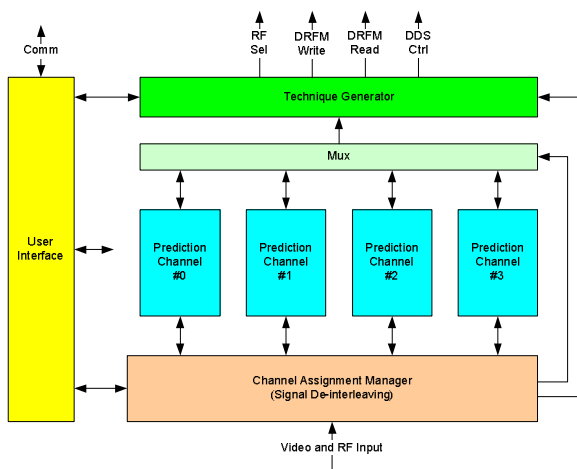 Comm
RF
Sel
DRFM
Write
DRFM
Read
DDS
Ctrl
Technique Generator
Mux
User
Interface
Prediction
Channel
#0
Prediction
Channel
#1
Prediction
Channel
#2
Prediction
Channel
#3
Channel Assignment Manager
(Signal De-interleaving)
Video and RF Input